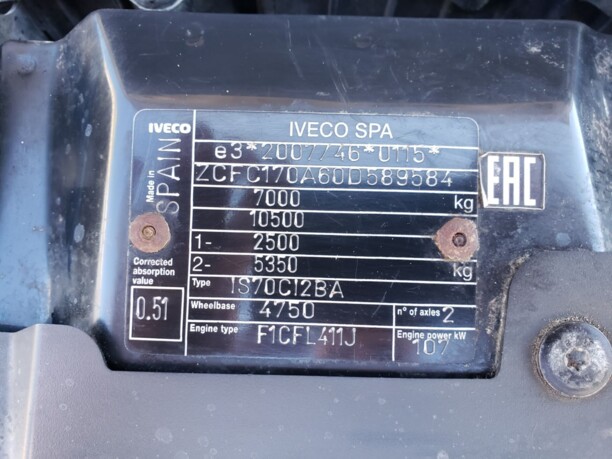 IVECO
IVECO SPA
Made in
SPAIN
e3*2007/46*0115*
ZCFC170A60D589584
7000 kg
10500
1- 2500
2- 5350 kg
Type IS70CI2BA
Wheelbase 4750 n° of axles 2
Engine type F1CFL411J Engine power kW 107
Corrected
absorption
value
0.51
EAC